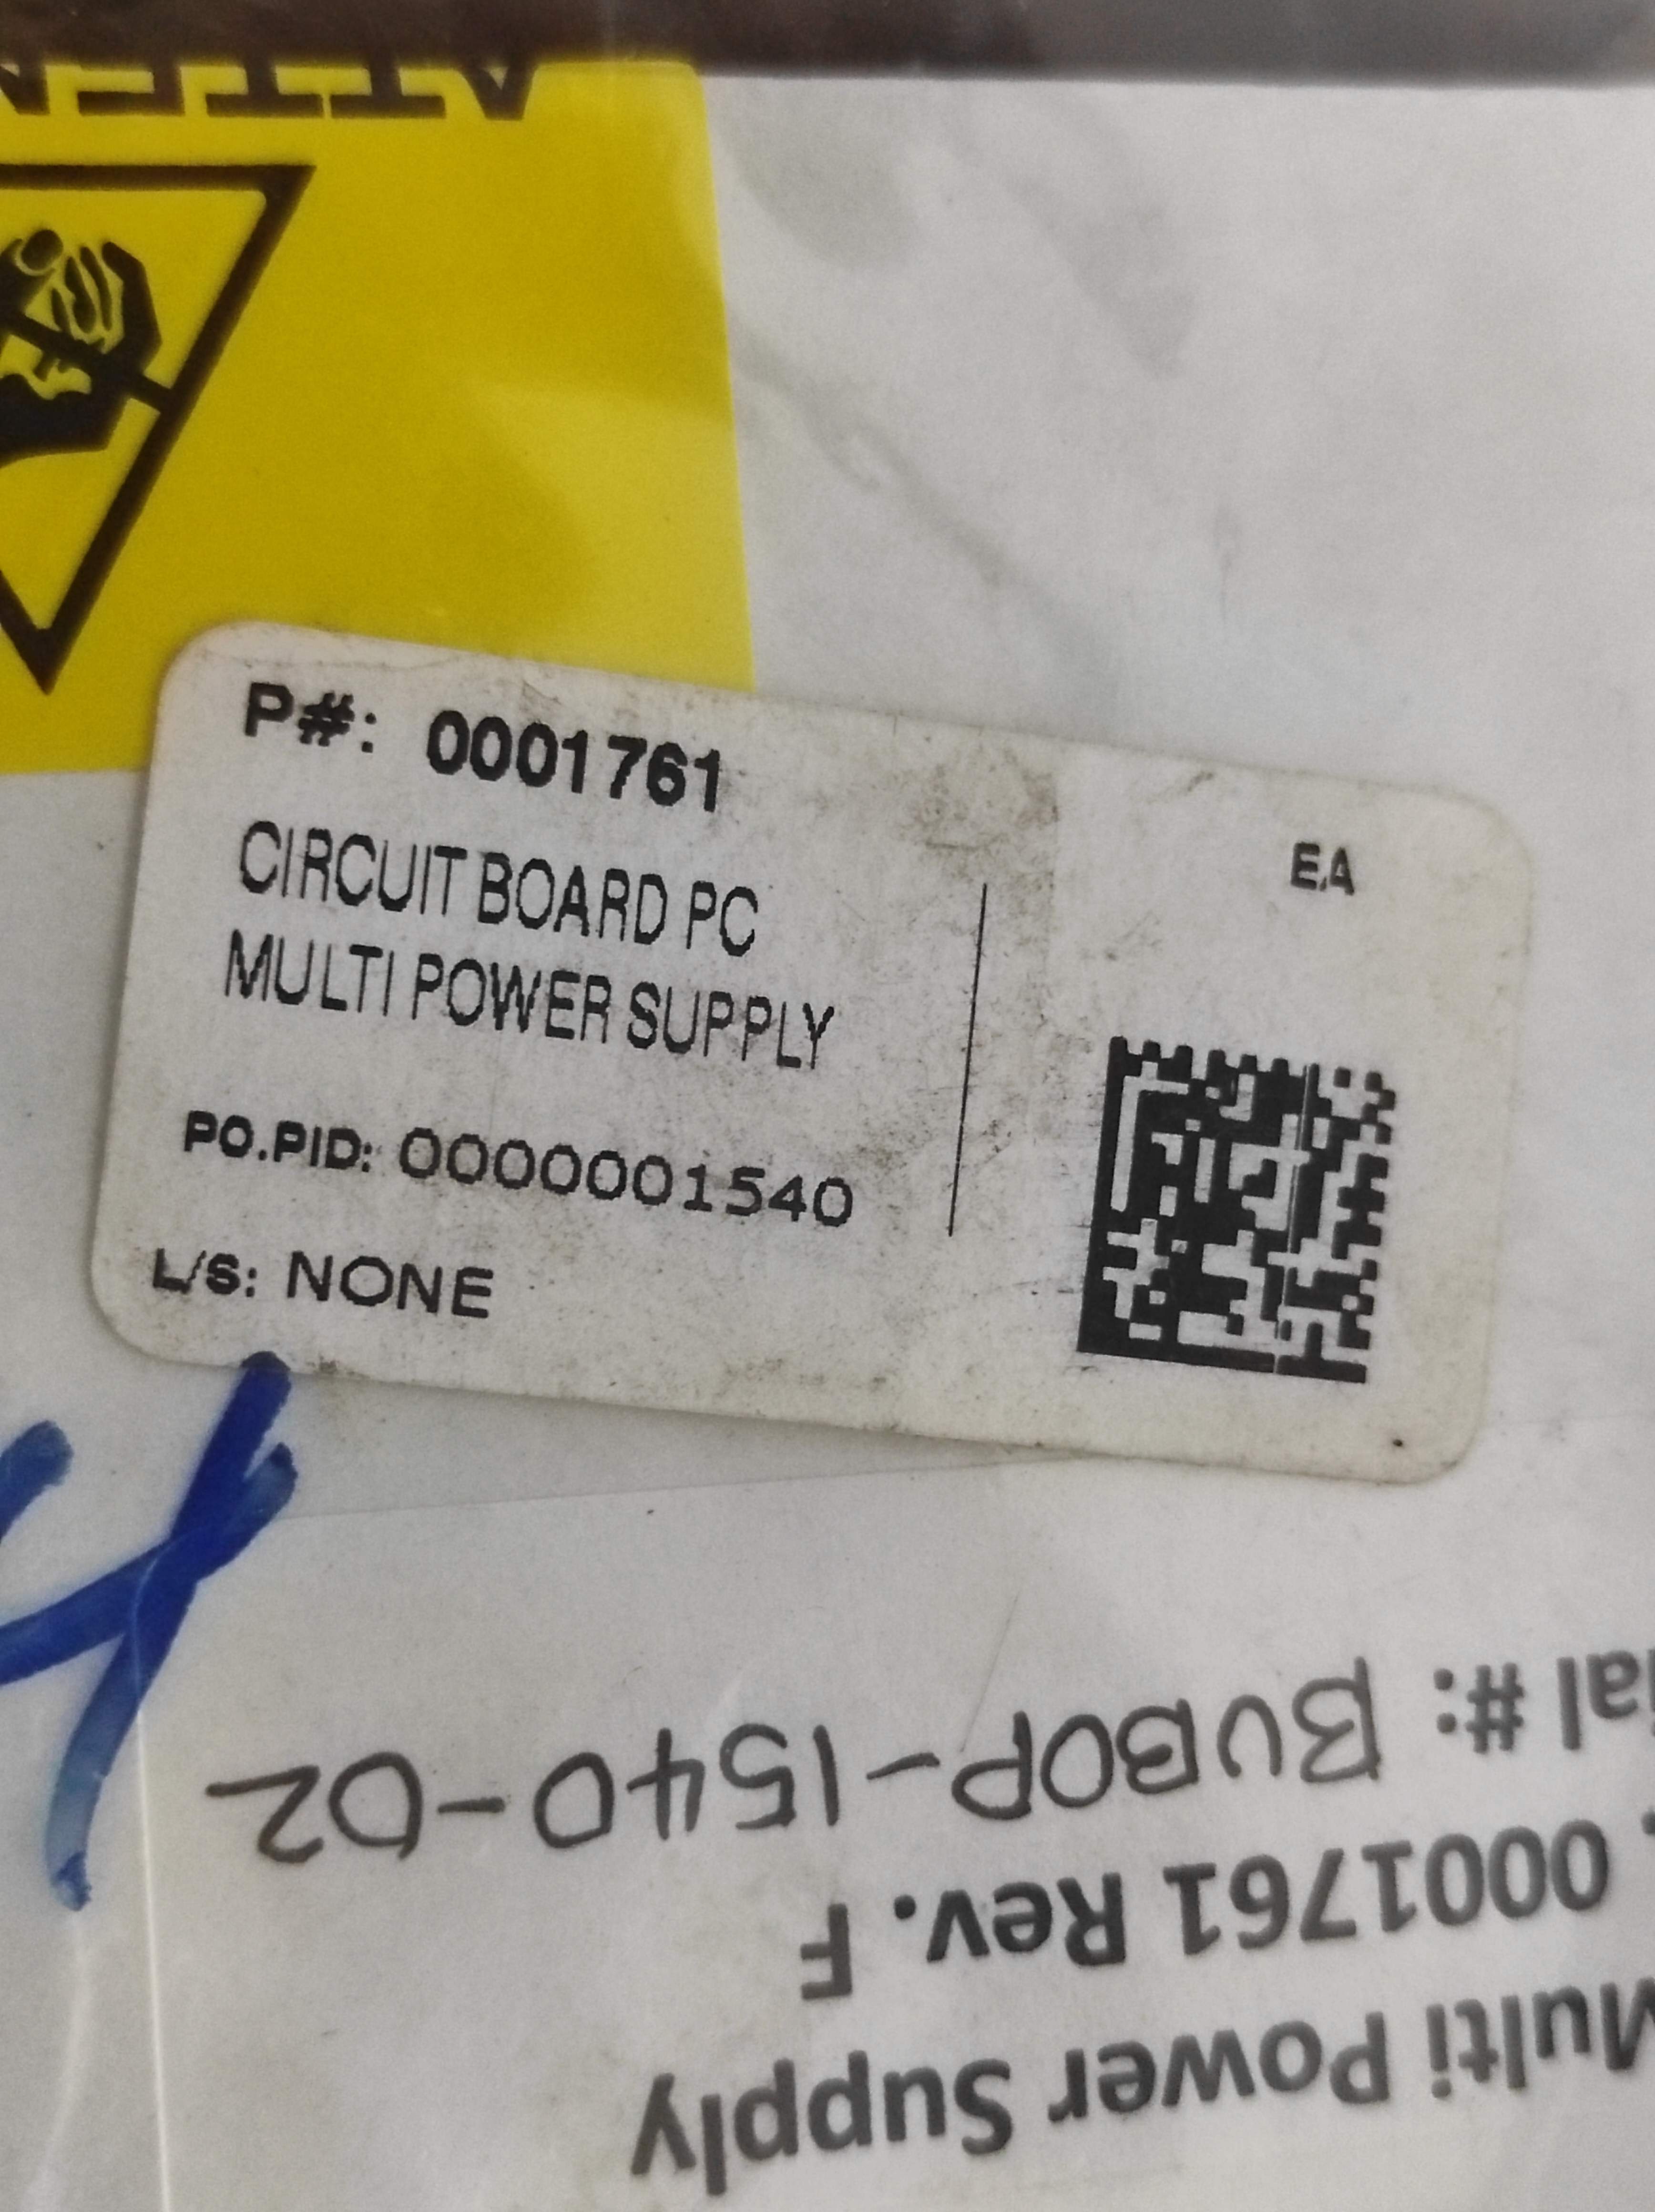 P#: 0001761
EA
CIRCUIT BOARD PC
MULTI POWER SUPPLY
PO.PID: 0000001540
L/S: NONE
Multi Power Supply
0001761 Rev. F
ial #: BUBOP-1540-02